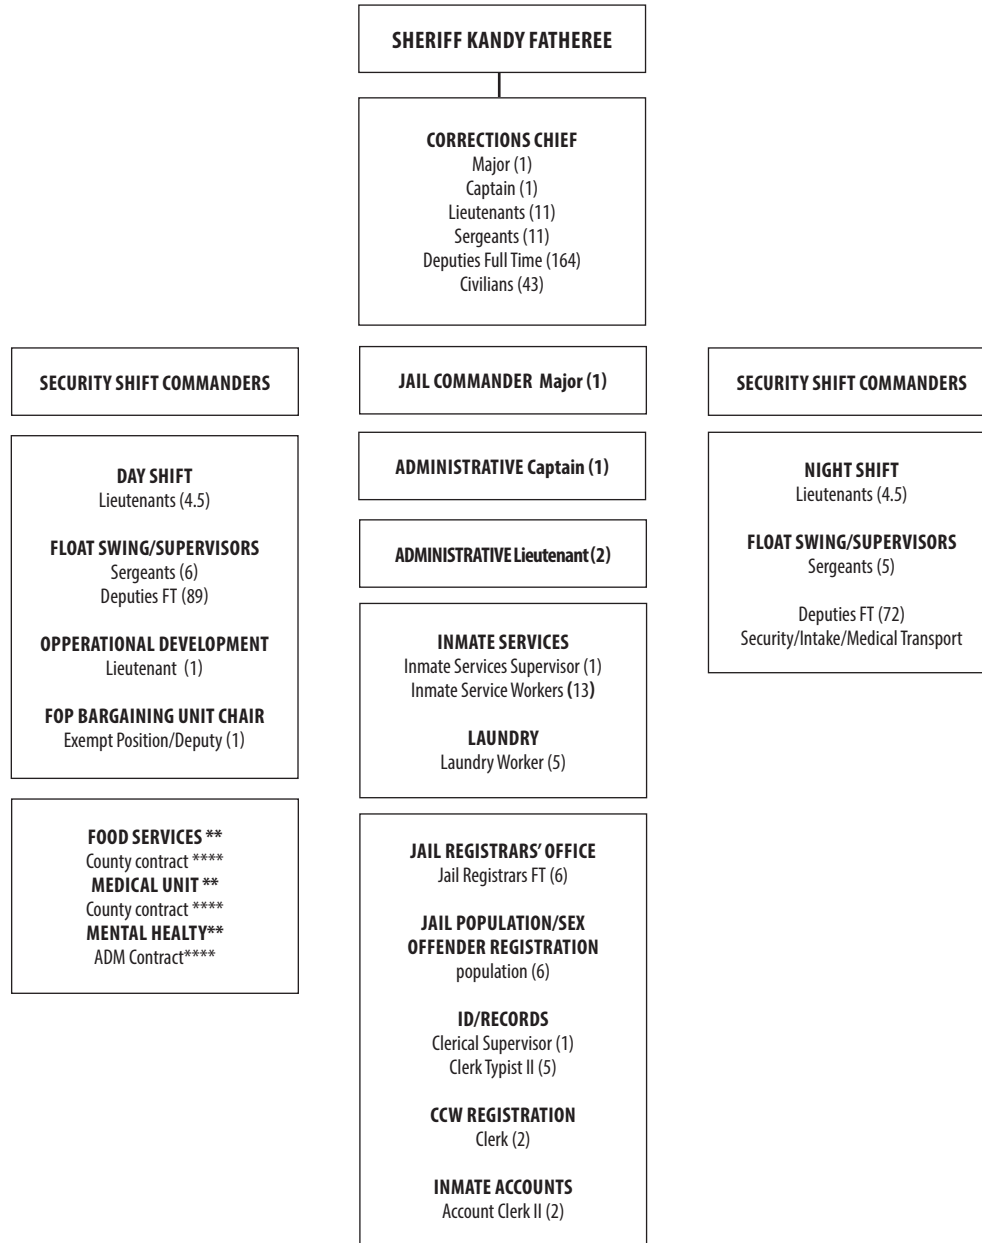 SHERIFF KANDY FATHEREE
CORRECTIONS CHIEF
Major (1)
Captain (1)
Lieutenants (11)
Sergeants (11)
Deputies Full Time (164)
Civilians (43)
SECURITY SHIFT COMMANDERS
DAY SHIFT
Lieutenants (4.5)
FLOAT SWING/SUPERVISORS
Sergeants (6)
Deputies FT (89)
OPPERATIONAL DEVELOPMENT
Lieutenant (1)
FOP BARGAINING UNIT CHAIR
Exempt Position/Deputy (1)
FOOD SERVICES **
County contract ****
MEDICAL UNIT **
County contract ****
MENTAL HEALTY**
ADM Contract****
JAIL COMMANDER Major (1)
ADMINISTRATIVE Captain (1)
ADMINISTRATIVE Lieutenant (2)
INMATE SERVICES
Inmate Services Supervisor (1)
Inmate Service Workers (13)
LAUNDRY
Laundry Worker (5)
JAIL REGISTRARS' OFFICE
Jail Registrars FT (6)
JAIL POPULATION/SEX
OFFENDER REGISTRATION
population (6)
ID/RECORDS
Clerical Supervisor (1)
Clerk Typist II (5)
CCW REGISTRATION
Clerk (2)
INMATE ACCOUNTS
Account Clerk II (2)
SECURITY SHIFT COMMANDERS
NIGHT SHIFT
Lieutenants (4.5)
FLOAT SWING/SUPERVISORS
Sergeants (5)
Deputies FT (72)
Security/Intake/Medical Transport